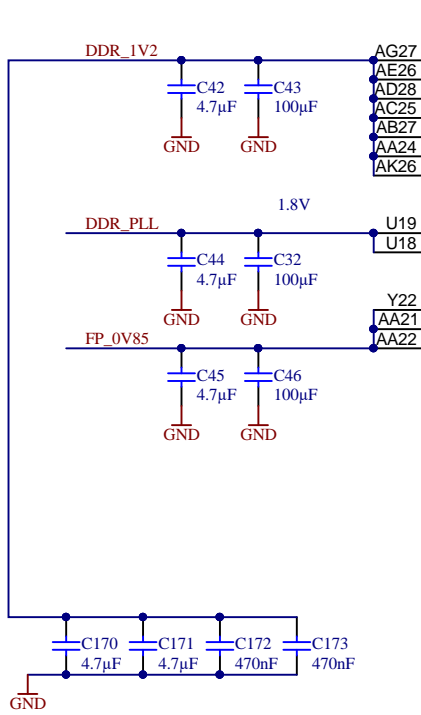 DDR_1V2
AG27
AE26
AD28
AC25
AB27
AA24
AK26
C42
4.7µF
C43
100µF
GND
GND
1.8V
DDR_PLL
U19
U18
C44
4.7µF
C32
100µF
GND
GND
Y22
AA21
AA22
FP_0V85
C45
4.7µF
C46
100µF
GND
GND
C170
4.7µF
C171
4.7µF
C172
470nF
C173
470nF
GND